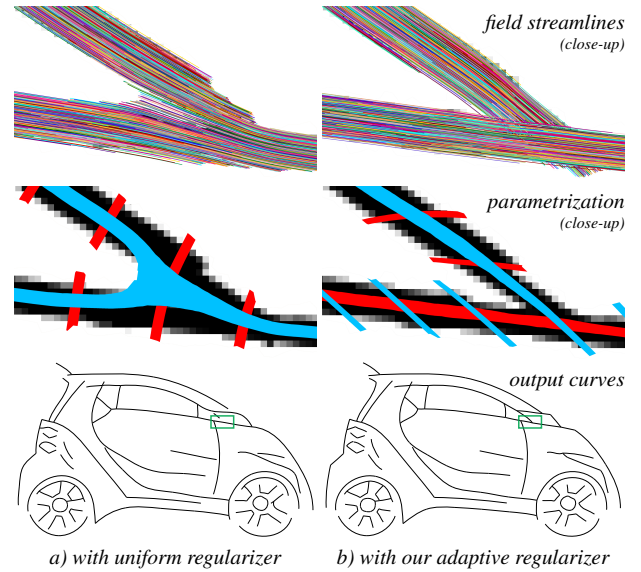 field streamlines
(close-up)
parametrization
(close-up)
output curves
a) with uniform regularizer
b) with our adaptive regularizer